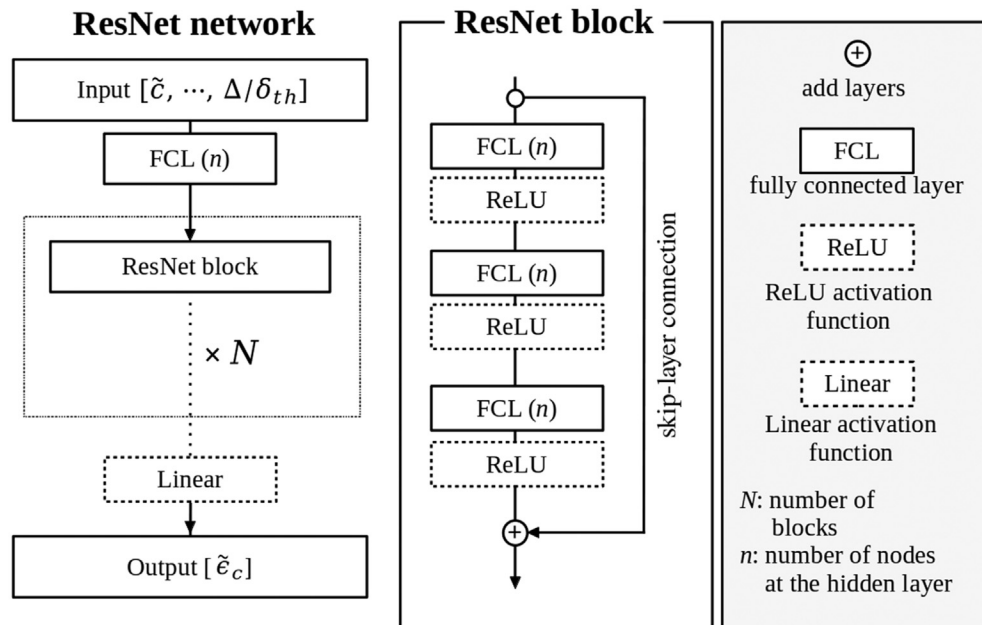 ResNet network
Input [c̃, ⋯, Δ/δ_th]
FCL (n)
ResNet block
× N
Linear
Output [ϵ̃_c]
ResNet block
FCL (n)
ReLU
FCL (n)
ReLU
FCL (n)
ReLU
+
skip-layer connection
+
add layers
FCL
fully connected layer
ReLU
ReLU activation
function
Linear
Linear activation
function
N: number of
blocks
n: number of nodes
at the hidden layer